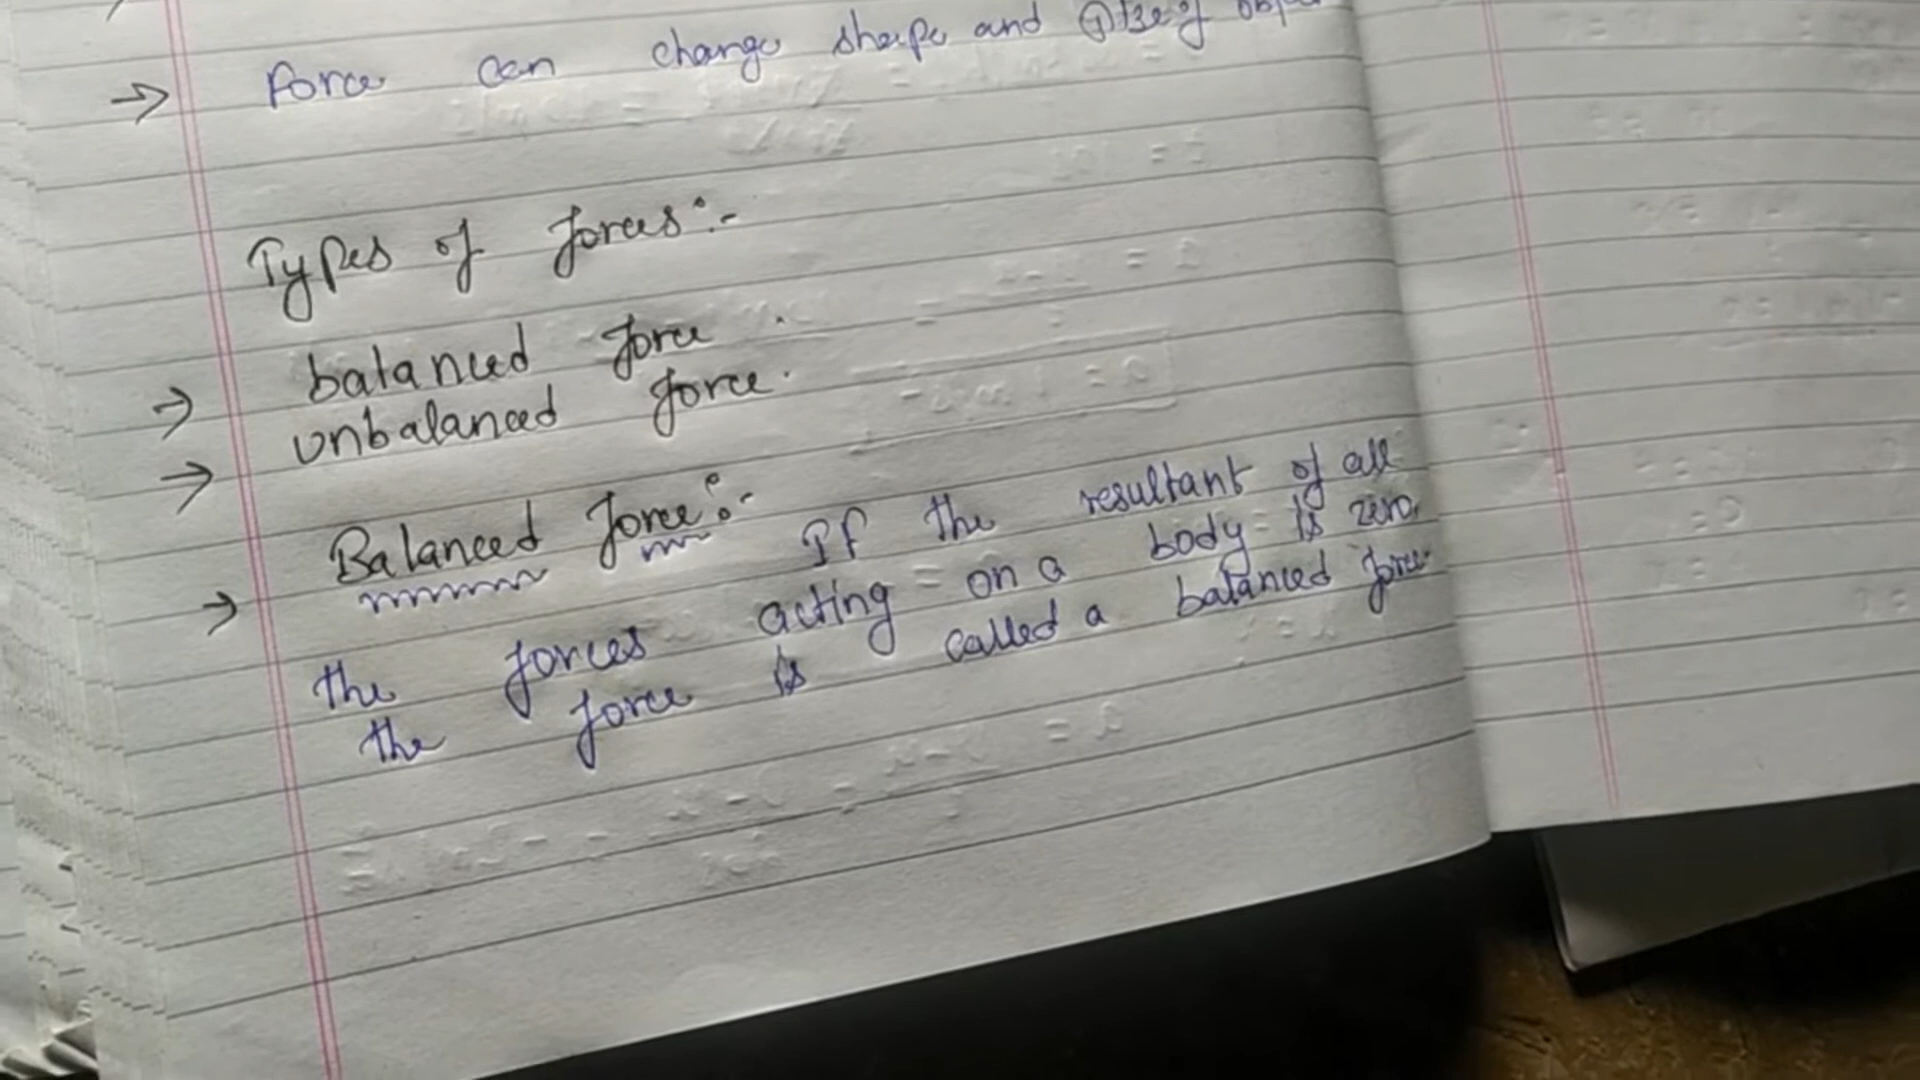 → Force can change shape and size of
Types of forces:-
→ balanced force.
→ unbalanced force.
→ Balanced force:- If the resultant of all
the forces acting on a body is zero,
the force is called a balanced force